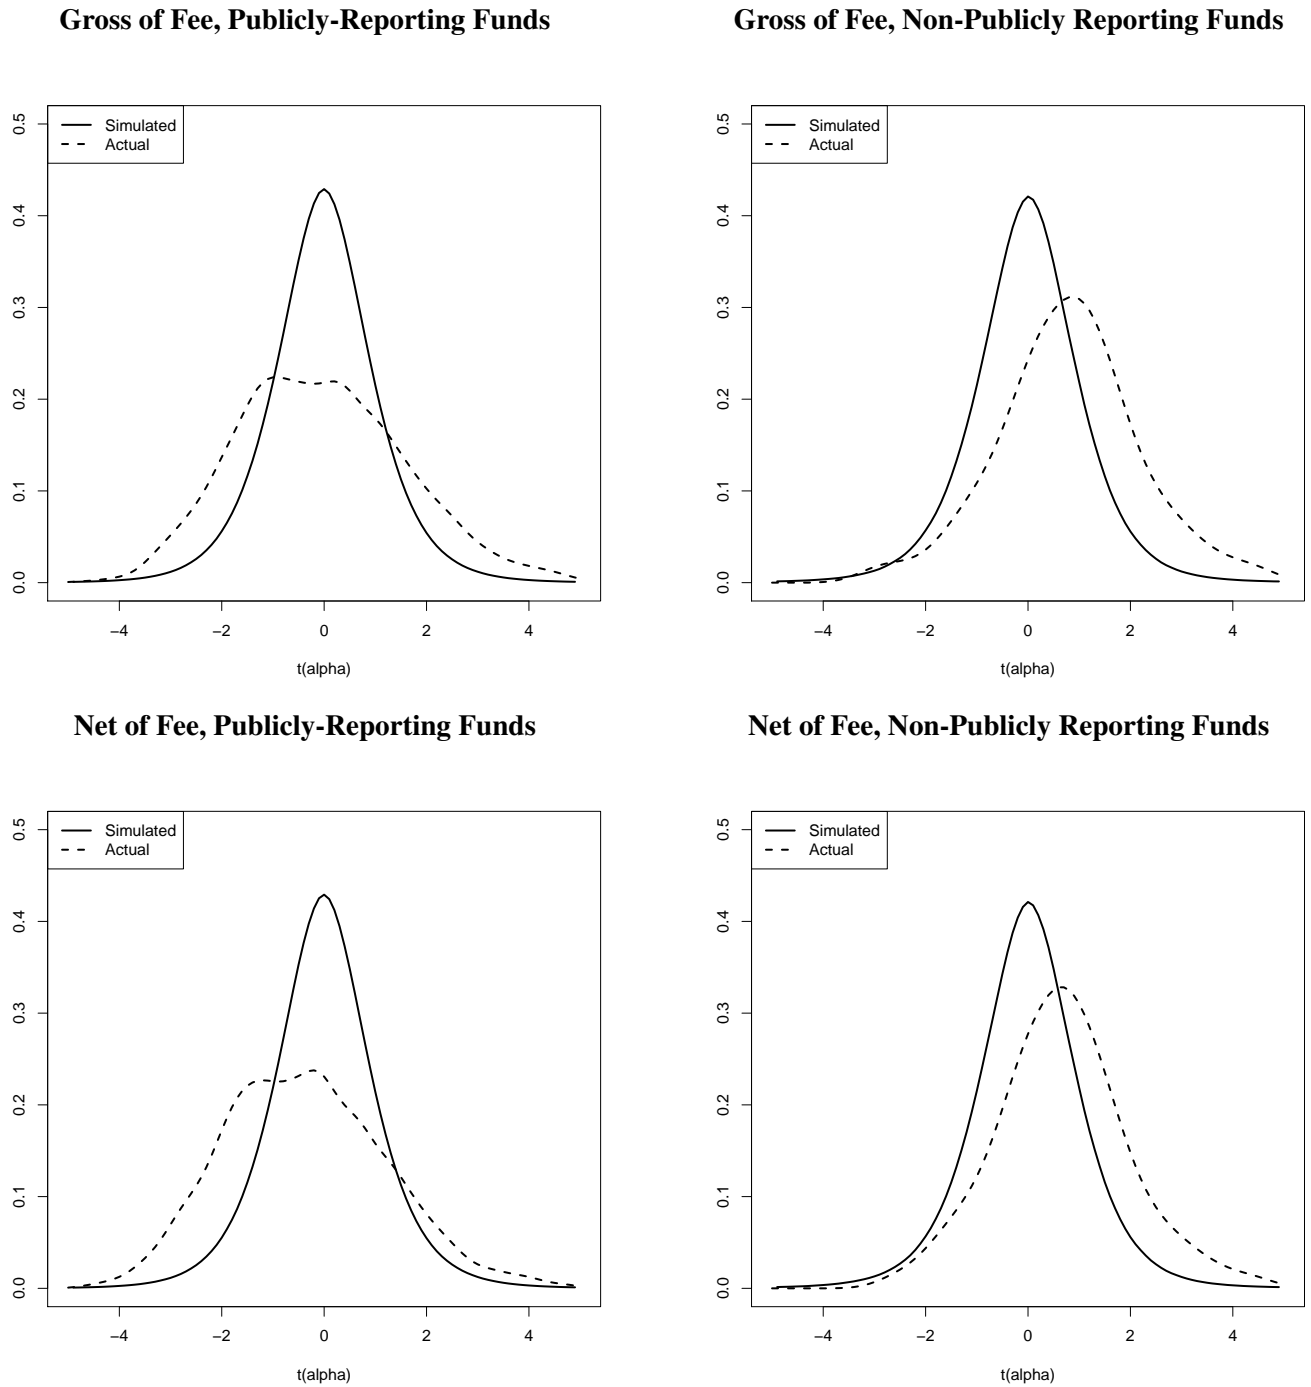 Gross of Fee, Publicly-Reporting Funds
Simulated
Actual
0.5
0.4
0.3
0.2
0.1
0.0
−4 −2 0 2 4
t(alpha)
Gross of Fee, Non-Publicly Reporting Funds
Simulated
Actual
0.5
0.4
0.3
0.2
0.1
0.0
−4 −2 0 2 4
t(alpha)
Net of Fee, Publicly-Reporting Funds
Simulated
Actual
0.5
0.4
0.3
0.2
0.1
0.0
−4 −2 0 2 4
t(alpha)
Net of Fee, Non-Publicly Reporting Funds
Simulated
Actual
0.5
0.4
0.3
0.2
0.1
0.0
−4 −2 0 2 4
t(alpha)